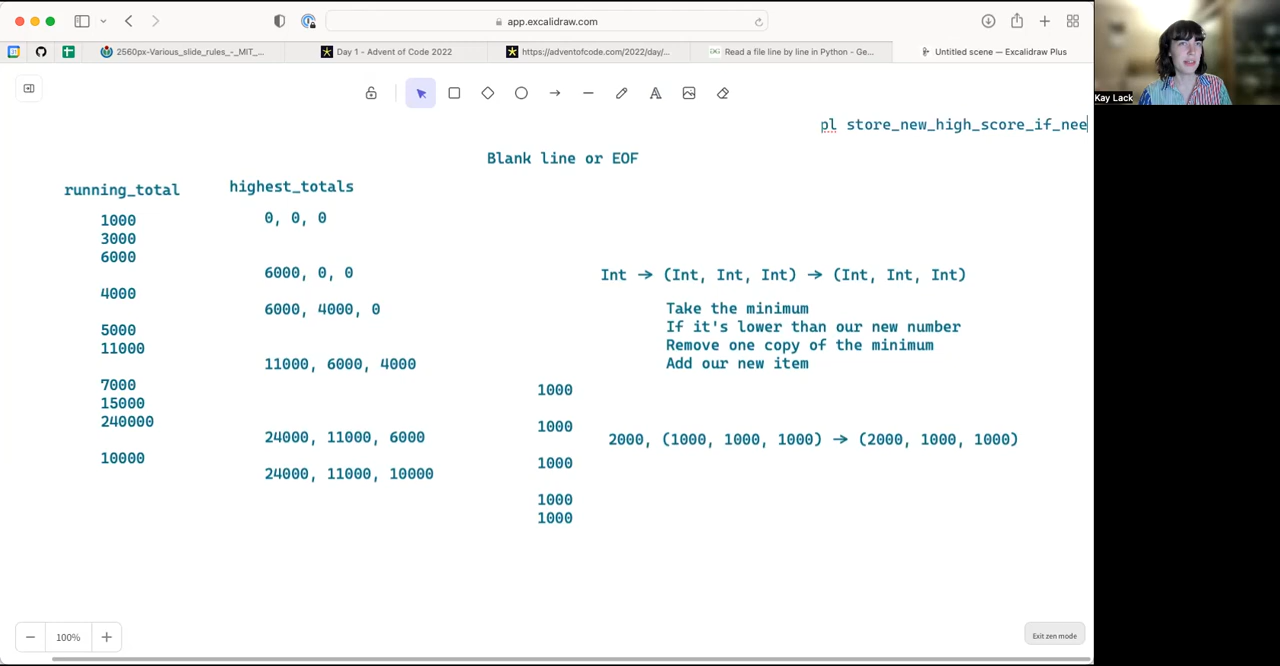 app.excalidraw.com
2560px-Various_slide_rules_-_MIT_...
Day 1 - Advent of Code 2022
https://adventofcode.com/2022/day/...
Read a file line by line in Python - Ge...
Untitled scene — Excalidraw Plus
Kay Lack
pl store_new_high_score_if_nee
Blank line or EOF
running_total
1000
3000
6000
4000
5000
11000
7000
15000
240000
10000
highest_totals
0, 0, 0
6000, 0, 0
6000, 4000, 0
11000, 6000, 4000
24000, 11000, 6000
24000, 11000, 10000
Int → (Int, Int, Int) → (Int, Int, Int)
Take the minimum
If it's lower than our new number
Remove one copy of the minimum
Add our new item
1000
1000
1000
1000
1000
2000, (1000, 1000, 1000) → (2000, 1000, 1000)
100%
Exit zen mode